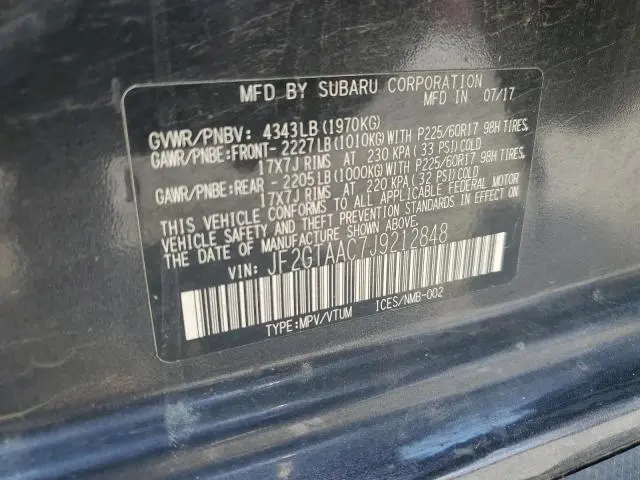 MFD BY SUBARU CORPORATION
MFD IN 07/17
GVWR/PNBV: 4343LB(1970KG)
GAWR/PNBE:FRONT- 2227LB(1010KG)WITH P225/60R17 98H TIRES,
17X7J RIMS AT 230 KPA( 33 PSI)COLD
GAWR/PNBE:REAR - 2205LB(1000KG)WITH P225/60R17 98H TIRES,
17X7J RIMS AT 220 KPA(32 PSI)COLD
THIS VEHICLE CONFORMS TO ALL APPLICABLE FEDERAL MOTOR
VEHICLE SAFETY AND THEFT PREVENTION STANDARDS IN EFFECT ON
THE DATE OF MANUFACTURE SHOWN ABOVE.
VIN: JF2GTAAC7J9212848
TYPE:MPV/VTUM ICES/NMB-002